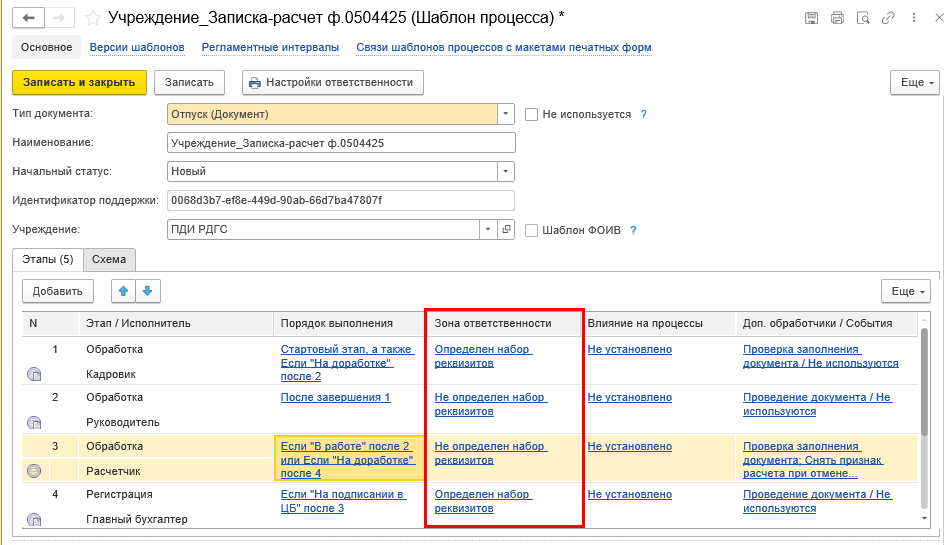 Учреждение_Записка-расчет ф.0504425 (Шаблон процесса) *
Основное Версии шаблонов Регламентные интервалы Связи шаблонов процессов с макетами печатных форм
Записать и закрыть Записать Настройки ответственности Еще
Тип документа: Отпуск (Документ) Не используется ?
Наименование: Учреждение_Записка-расчет ф.0504425
Начальный статус: Новый
Идентификатор поддержки: 0068d3b7-ef8e-449d-90ab-66d7ba47807f
Учреждение: ПДИ РДГС Шаблон ФОИВ ?
Этапы (5) Схема
Добавить Еще
N Этап / Исполнитель Порядок выполнения Зона ответственности Влияние на процессы Доп. обработчики / События
1 Обработка Стартовый этап, а также Определен набор Не установлено Проверка заполнения
Если "На доработке" реквизитов документа / Не используются
Кадровик после 2
2 Обработка После завершения 1 Не определен набор Не установлено Проведение документа / Не
реквизитов используются
Руководитель
3 Обработка Если "В работе" после 2 Не определен набор Не установлено Проверка заполнения
или Если "На доработке" реквизитов документа; Снять признак
Расчетчик после 4 расчета при отмене...
4 Регистрация Если "На подписании в Определен набор Не установлено Проведение документа / Не
ЦБ" после 3 реквизитов используются
Главный бухгалтер